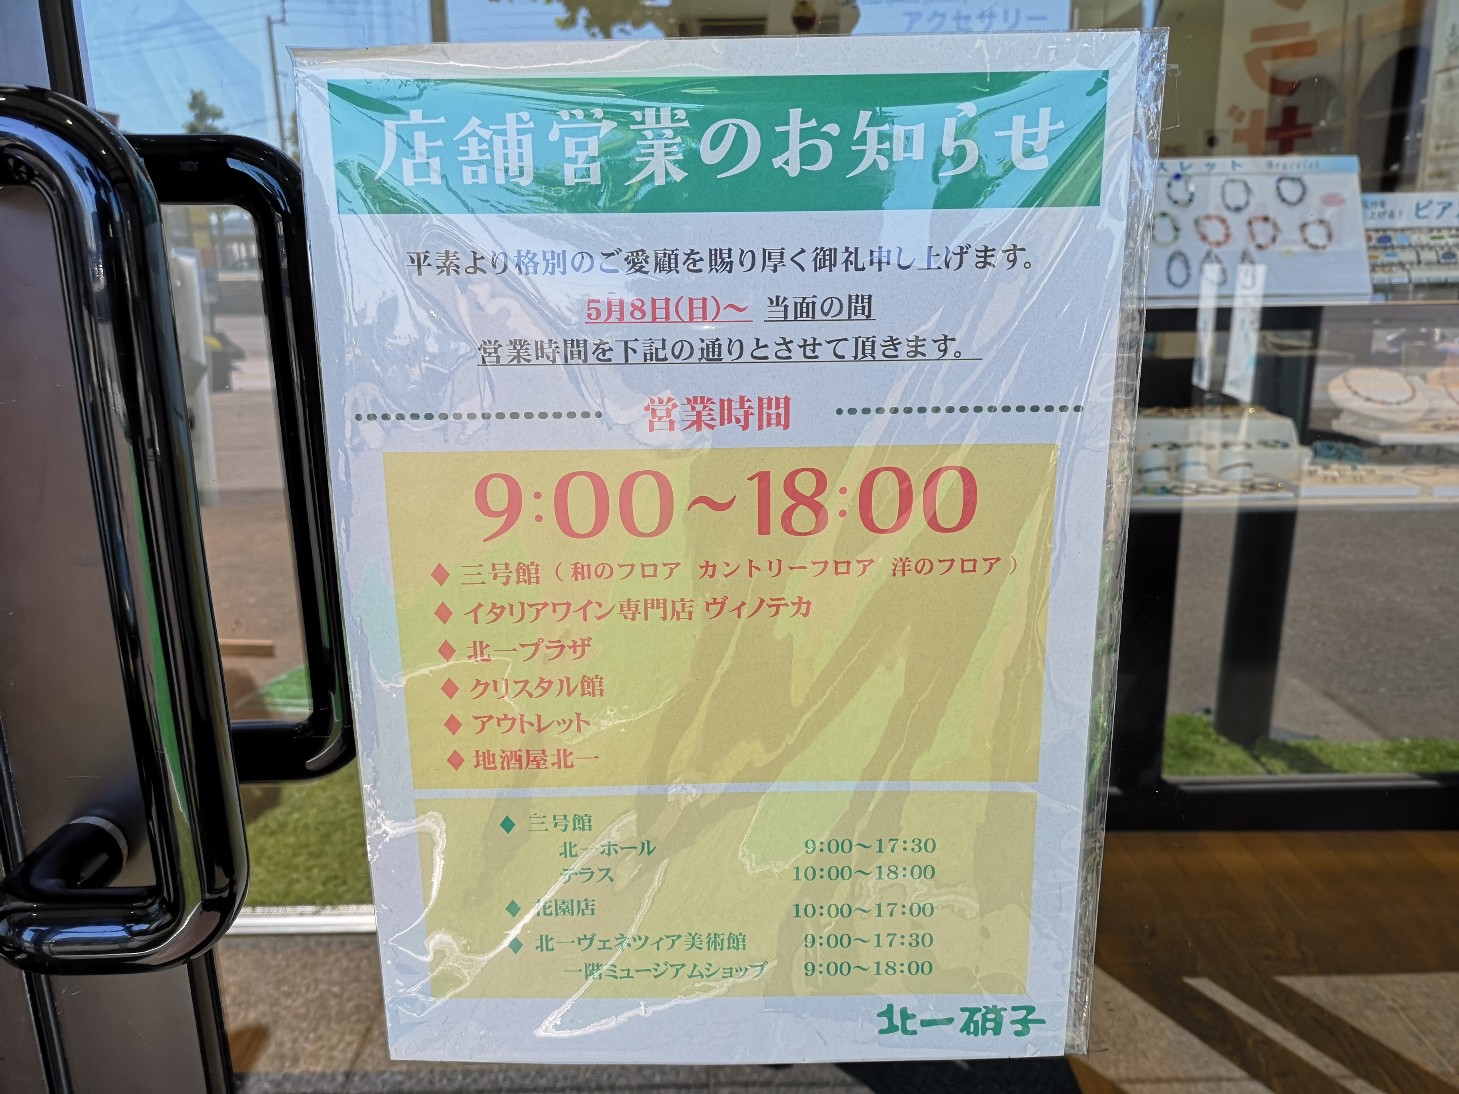 アクセサリー
店舗営業のお知らせ
平素より格別のご愛顧を賜り厚く御礼申し上げます。
5月8日(日)～ 当面の間
営業時間を下記の通りとさせて頂きます。
営業時間
9:00～18:00
◆ 三号館 ( 和のフロア カントリーフロア 洋のフロア )
◆ イタリアワイン専門店 ヴィノテカ
◆ 北一プラザ
◆ クリスタル館
◆ アウトレット
◆ 地酒屋北一
◆ 三号館
北一ホール 9:00～17:30
テラス 10:00～18:00
◆ 花園店 10:00～17:00
◆ 北一ヴェネツィア美術館 9:00～17:30
一階ミュージアムショップ 9:00～18:00
北一硝子
レット Bracelet
ピア